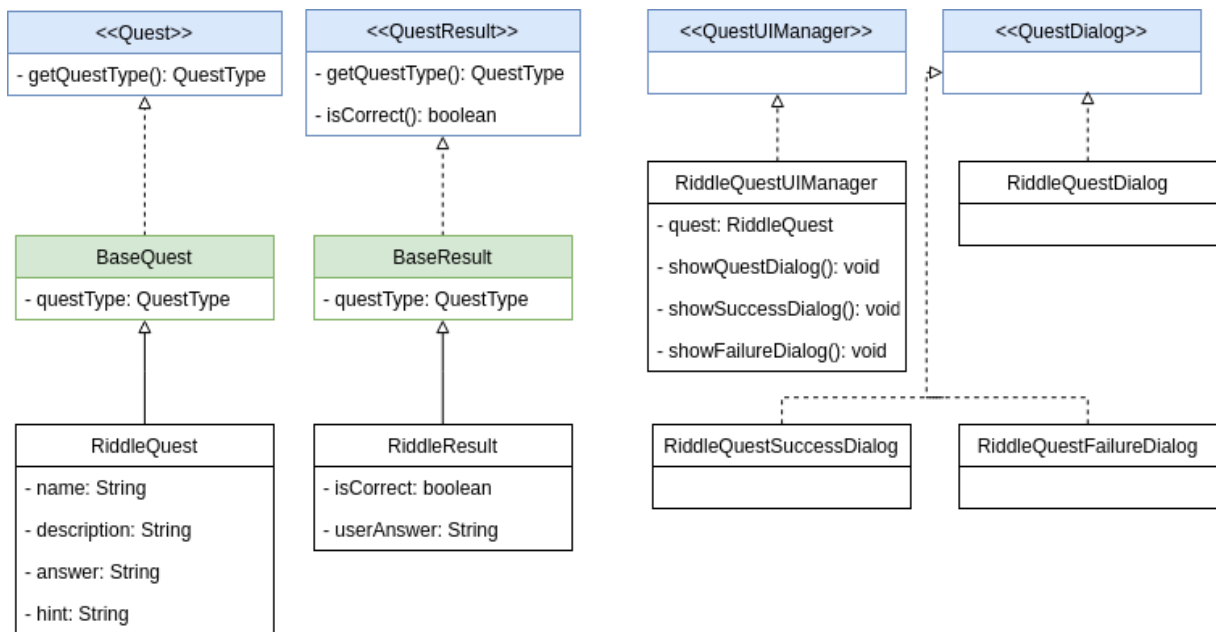 <<Quest>>
- getQuestType(): QuestType
<<QuestResult>>
- getQuestType(): QuestType
- isCorrect(): boolean
<<QuestUIManager>>
<<QuestDialog>>
BaseQuest
- questType: QuestType
BaseResult
- questType: QuestType
RiddleQuestUIManager
- quest: RiddleQuest
- showQuestDialog(): void
- showSuccessDialog(): void
- showFailureDialog(): void
RiddleQuestDialog
RiddleQuest
- name: String
- description: String
- answer: String
- hint: String
RiddleResult
- isCorrect: boolean
- userAnswer: String
RiddleQuestSuccessDialog
RiddleQuestFailureDialog